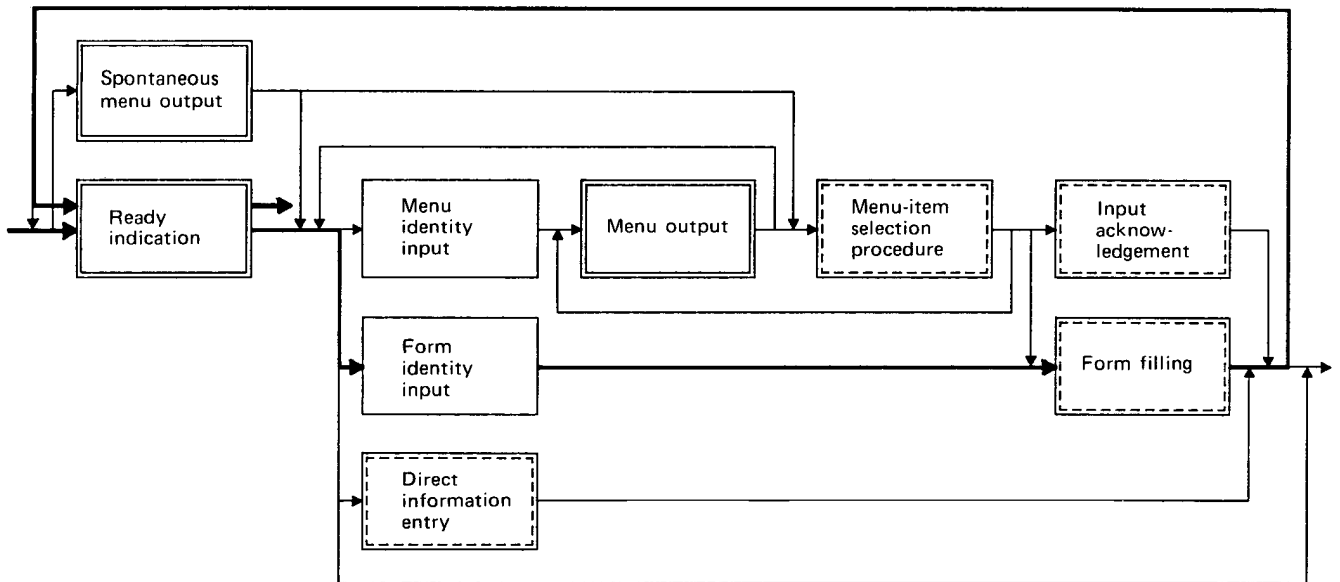 Spontaneous
menu output
Ready
indication
Menu
identity
input
Menu output
Menu-item
selection
procedure
Input
acknow-
ledgement
Form
identity
input
Form filling
Direct
information
entry